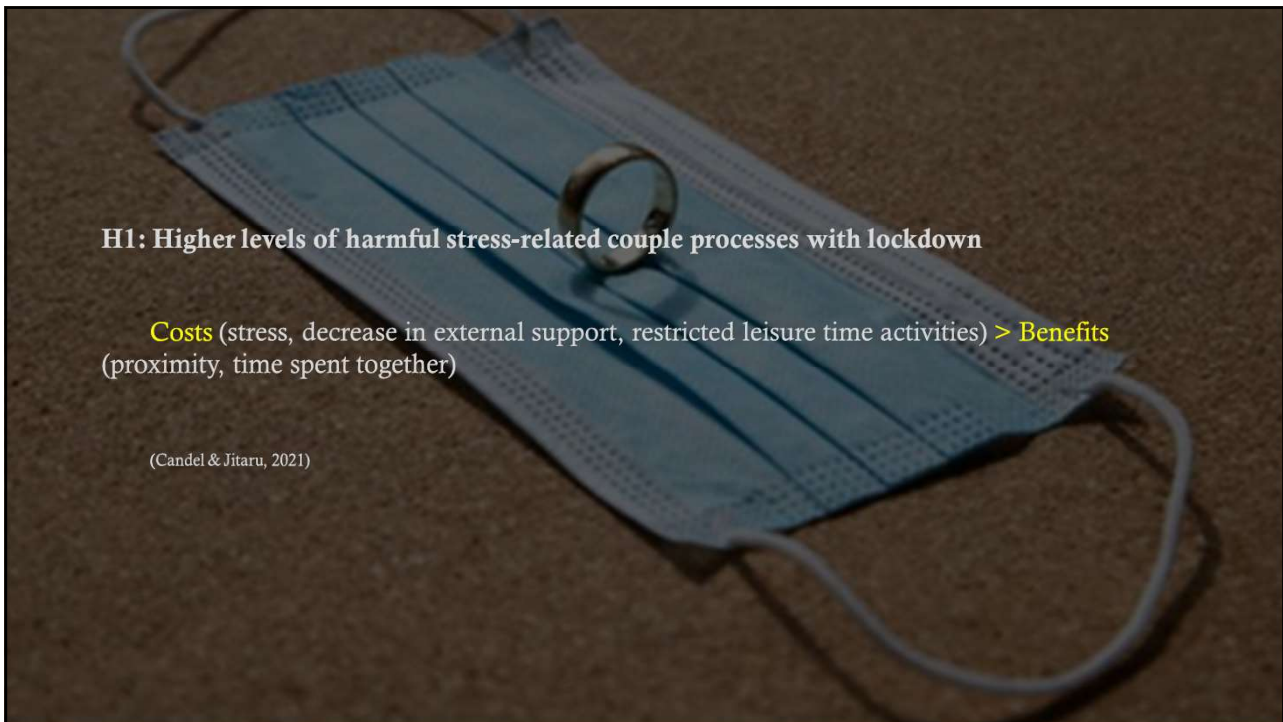 H1: Higher levels of harmful stress-related couple processes with lockdown
Costs (stress, decrease in external support, restricted leisure time activities) > Benefits
(proximity, time spent together)
(Candel & Jitaru, 2021)